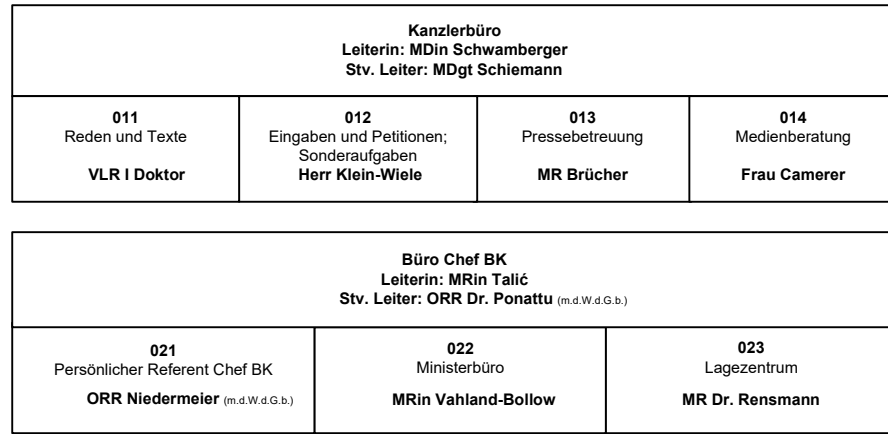 Kanzlerbüro
Leiterin: MDin Schwamberger
Stv. Leiter: MDgt Schiemann
011
Reden und Texte
VLR I Doktor
012
Eingaben und Petitionen;
Sonderaufgaben
Herr Klein-Wiele
013
Pressebetreuung
MR Brücher
014
Medienberatung
Frau Camerer
Büro Chef BK
Leiterin: MRin Talić
Stv. Leiter: ORR Dr. Ponattu (m.d.W.d.G.b.)
021
Persönlicher Referent Chef BK
ORR Niedermeier (m.d.W.d.G.b.)
022
Ministerbüro
MRin Vahland-Bollow
023
Lagezentrum
MR Dr. Rensmann